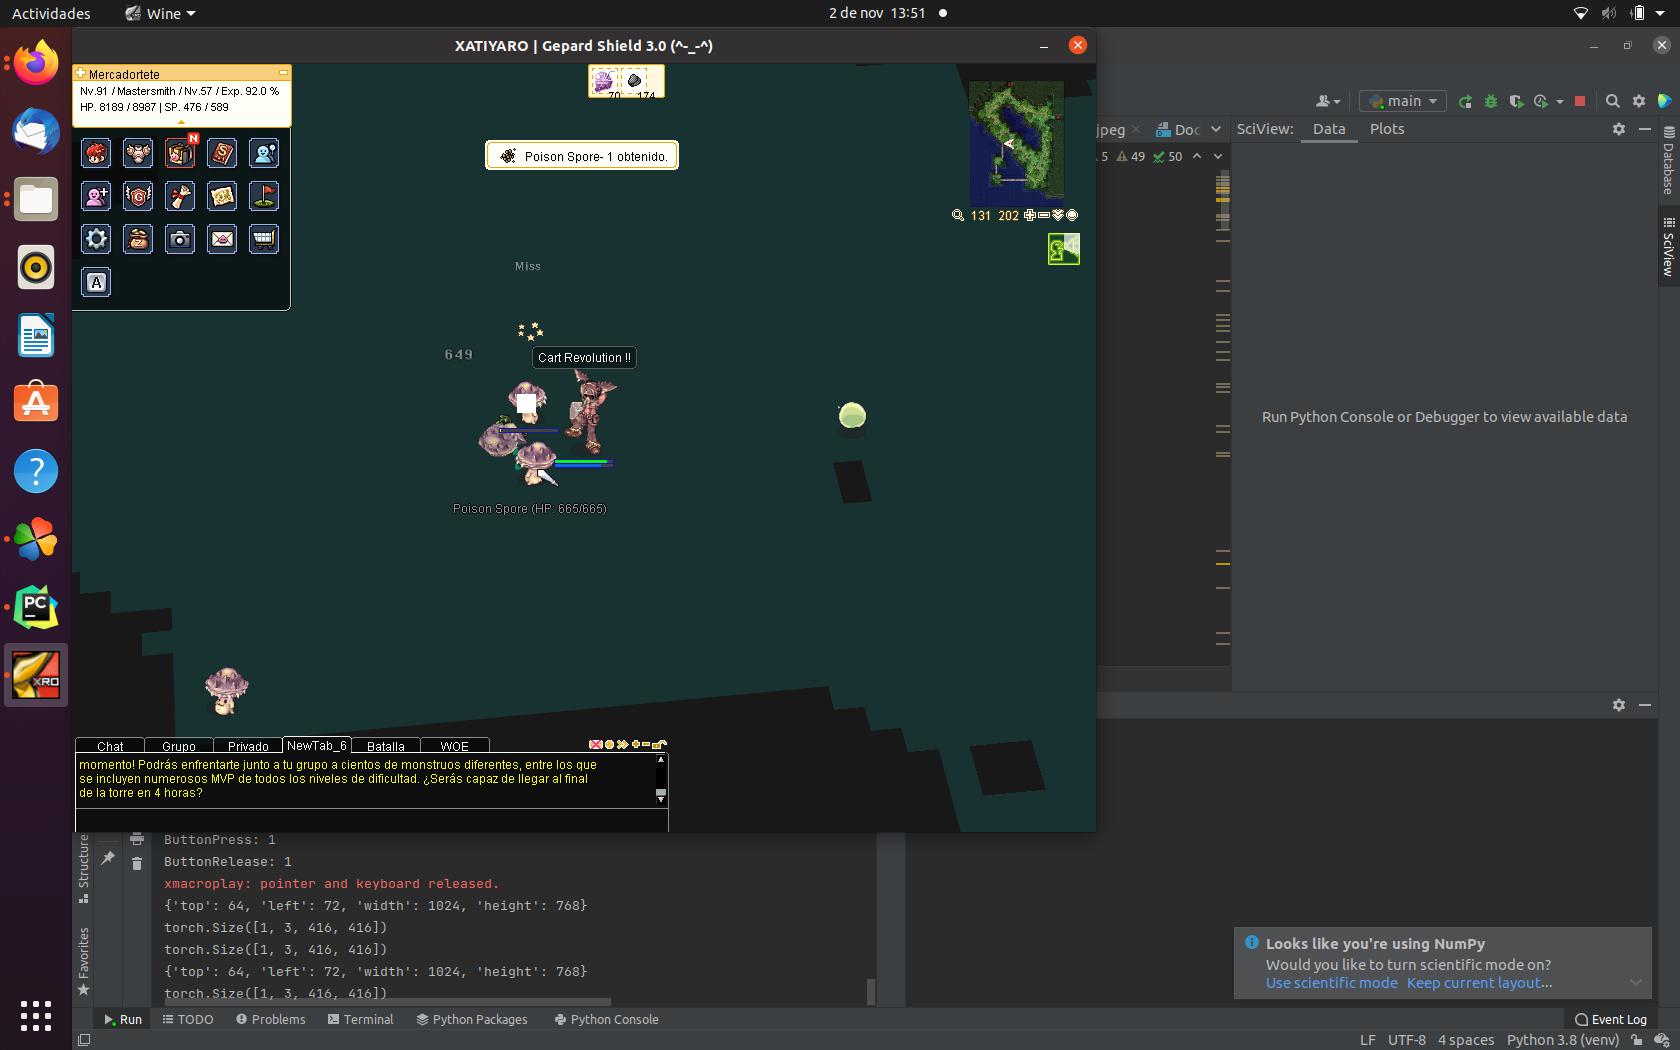 Actividades
Wine
2 de nov 13:51
XATIYARO | Gepard Shield 3.0 (^-_-^)
Mercadortete
Nv.91 / Mastersmith / Nv.57 / Exp. 92.0 %
HP. 8189 / 8987 | SP. 476 / 589
N
A
70 174
Poison Spore- 1 obtenido.
131 202
Miss
649
Cart Revolution !!
Poison Spore (HP: 665/665)
Chat
Grupo
Privado
NewTab_6
Batalla
WOE
momento! Podrás enfrentarte junto a tu grupo a cientos de monstruos diferentes, entre los que
se incluyen numerosos MVP de todos los niveles de dificultad. ¿Serás capaz de llegar al final
de la torre en 4 horas?
main
jpeg
Doc
SciView:
Data
Plots
5
49
50
Database
SciView
Run Python Console or Debugger to view available data
PC
XRO
Structure
Favorites
ButtonPress: 1
ButtonRelease: 1
xmacroplay: pointer and keyboard released.
{'top': 64, 'left': 72, 'width': 1024, 'height': 768}
torch.Size([1, 3, 416, 416])
torch.Size([1, 3, 416, 416])
{'top': 64, 'left': 72, 'width': 1024, 'height': 768}
torch.Size([1, 3, 416, 416])
Looks like you're using NumPy
Would you like to turn scientific mode on?
Use scientific mode Keep current layout...
Run
TODO
Problems
Terminal
Python Packages
Python Console
Event Log
LF UTF-8 4 spaces Python 3.8 (venv)